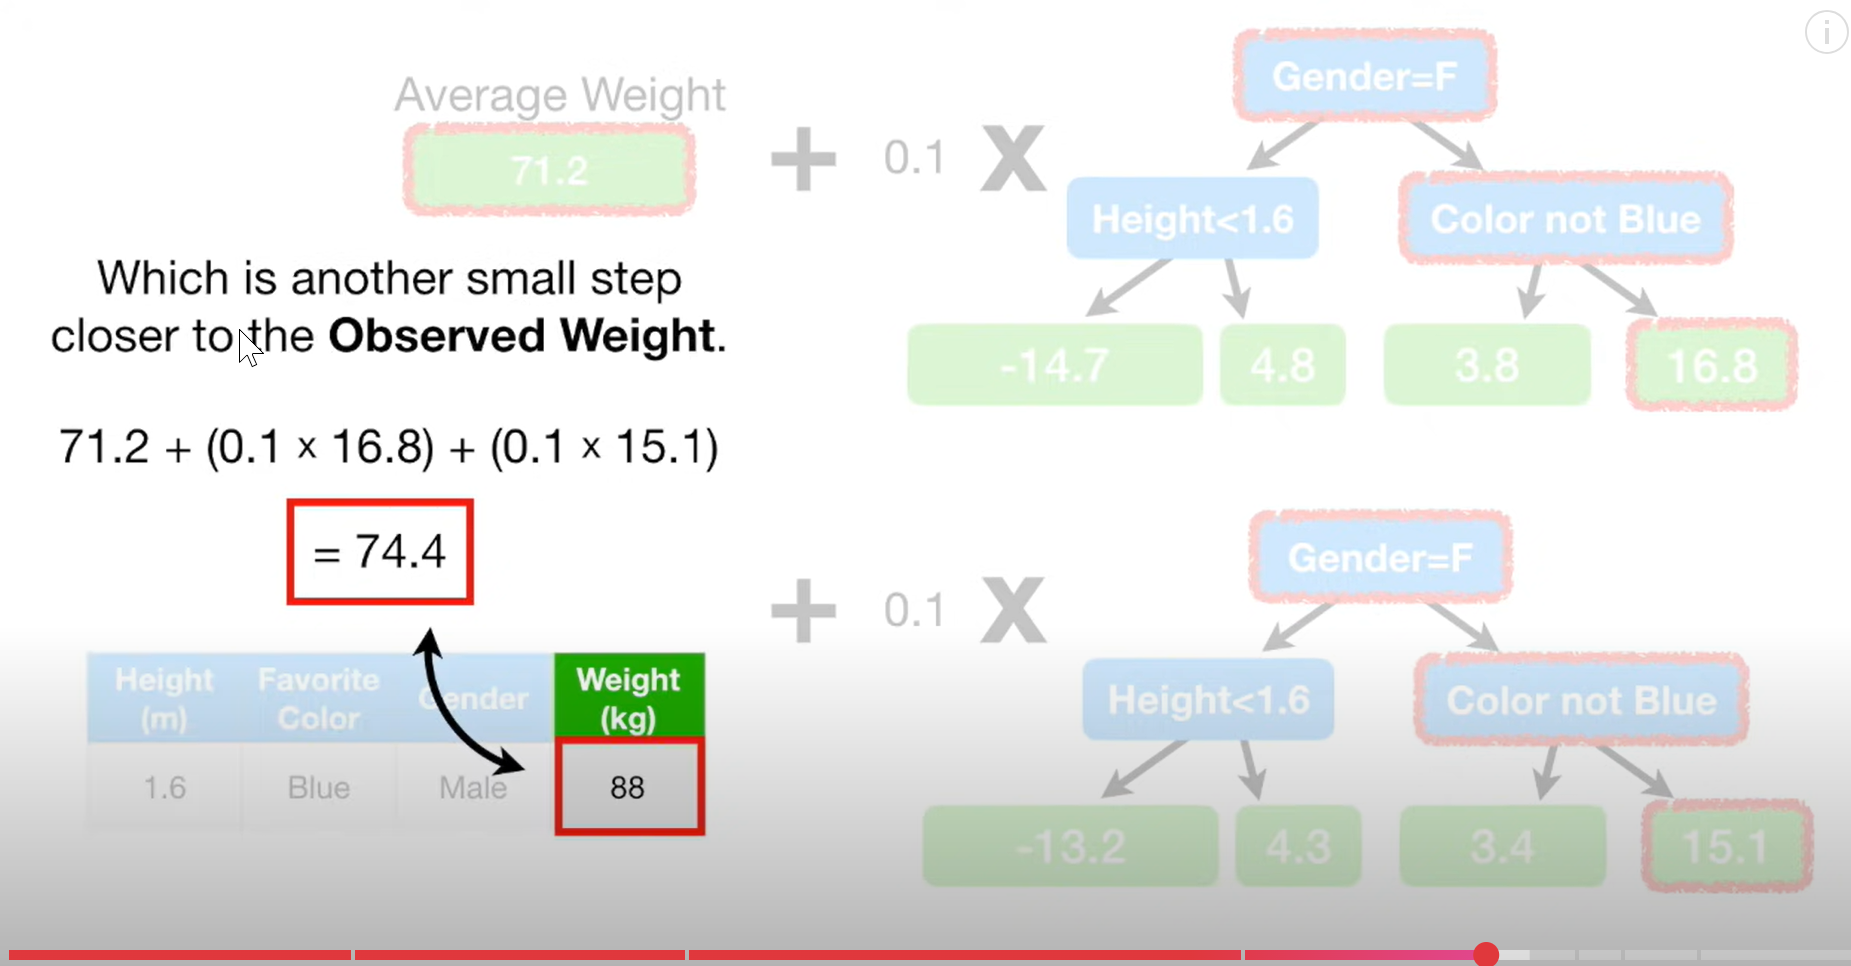 Average Weight
71.2
+ 0.1 X
Gender=F
Height<1.6
Color not Blue
-14.7
4.8
3.8
16.8
Which is another small step
closer to the Observed Weight.
71.2 + (0.1 × 16.8) + (0.1 × 15.1)
= 74.4
+ 0.1 X
Gender=F
Height<1.6
Color not Blue
-13.2
4.3
3.4
15.1
Height (m) Favorite Color Gender Weight (kg)
1.6 Blue Male 88